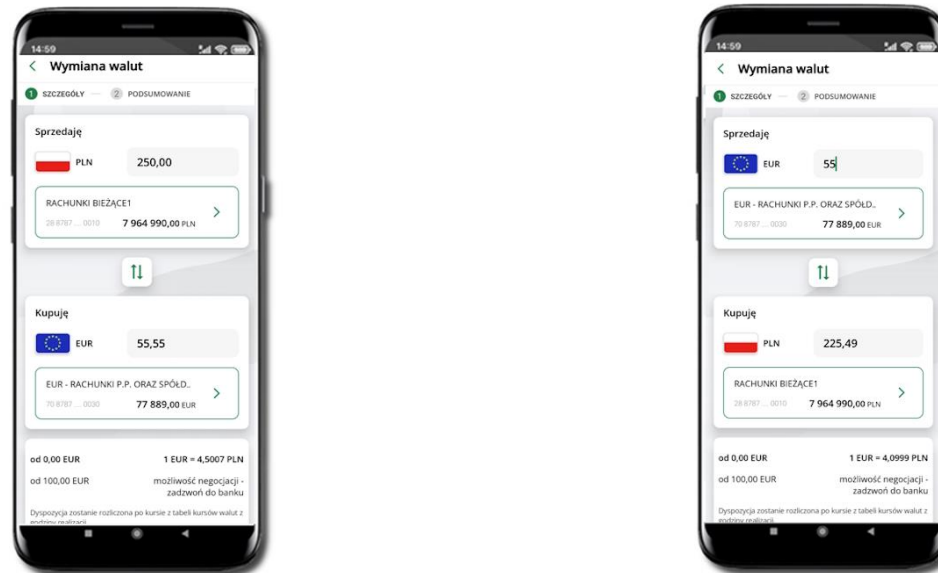 14:59
Wymiana walut
1 SZCZEGÓŁY — 2 PODSUMOWANIE
Sprzedaję
PLN 250,00
RACHUNKI BIEŻĄCE1
28 8787 ... 0010 7 964 990,00 PLN
Kupuję
EUR 55,55
EUR - RACHUNKI P.P. ORAZ SPÓŁD..
70 8787 ... 0030 77 889,00 EUR
od 0,00 EUR 1 EUR = 4,5007 PLN
od 100,00 EUR możliwość negocjacji -
zadzwoń do banku
Dyspozycja zostanie rozliczona po kursie z tabeli kursów walut z
godziny realizacji
14:59
Wymiana walut
1 SZCZEGÓŁY — 2 PODSUMOWANIE
Sprzedaję
EUR 55
EUR - RACHUNKI P.P. ORAZ SPÓŁD..
70 8787 ... 0030 77 889,00 EUR
Kupuję
PLN 225,49
RACHUNKI BIEŻĄCE1
28 8787 ... 0010 7 964 990,00 PLN
od 0,00 EUR 1 EUR = 4,0999 PLN
od 100,00 EUR możliwość negocjacji -
zadzwoń do banku
Dyspozycja zostanie rozliczona po kursie z tabeli kursów walut z
godziny realizacji